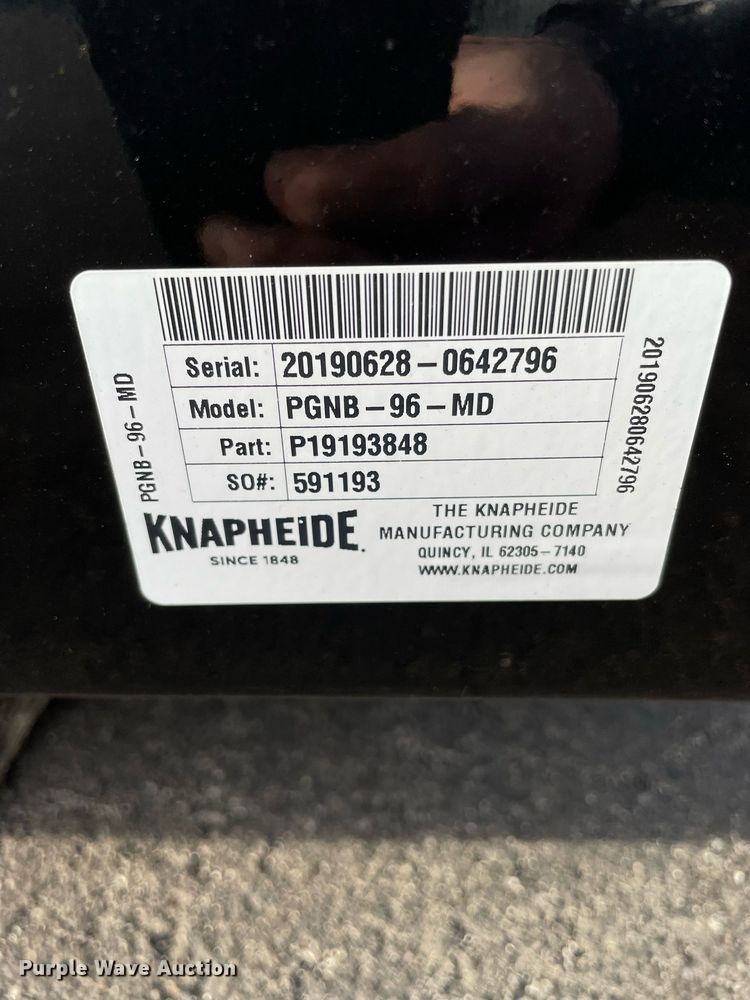 Serial: 20190628-0642796
Model: PGNB-96-MD
Part: P19193848
SO#: 591193
PGNB-96-MD
201906280642796
KNAPHEIDE.
SINCE 1848
THE KNAPHEIDE
MANUFACTURING COMPANY
QUINCY, IL 62305-7140
WWW.KNAPHEIDE.COM
Purple Wave Auction